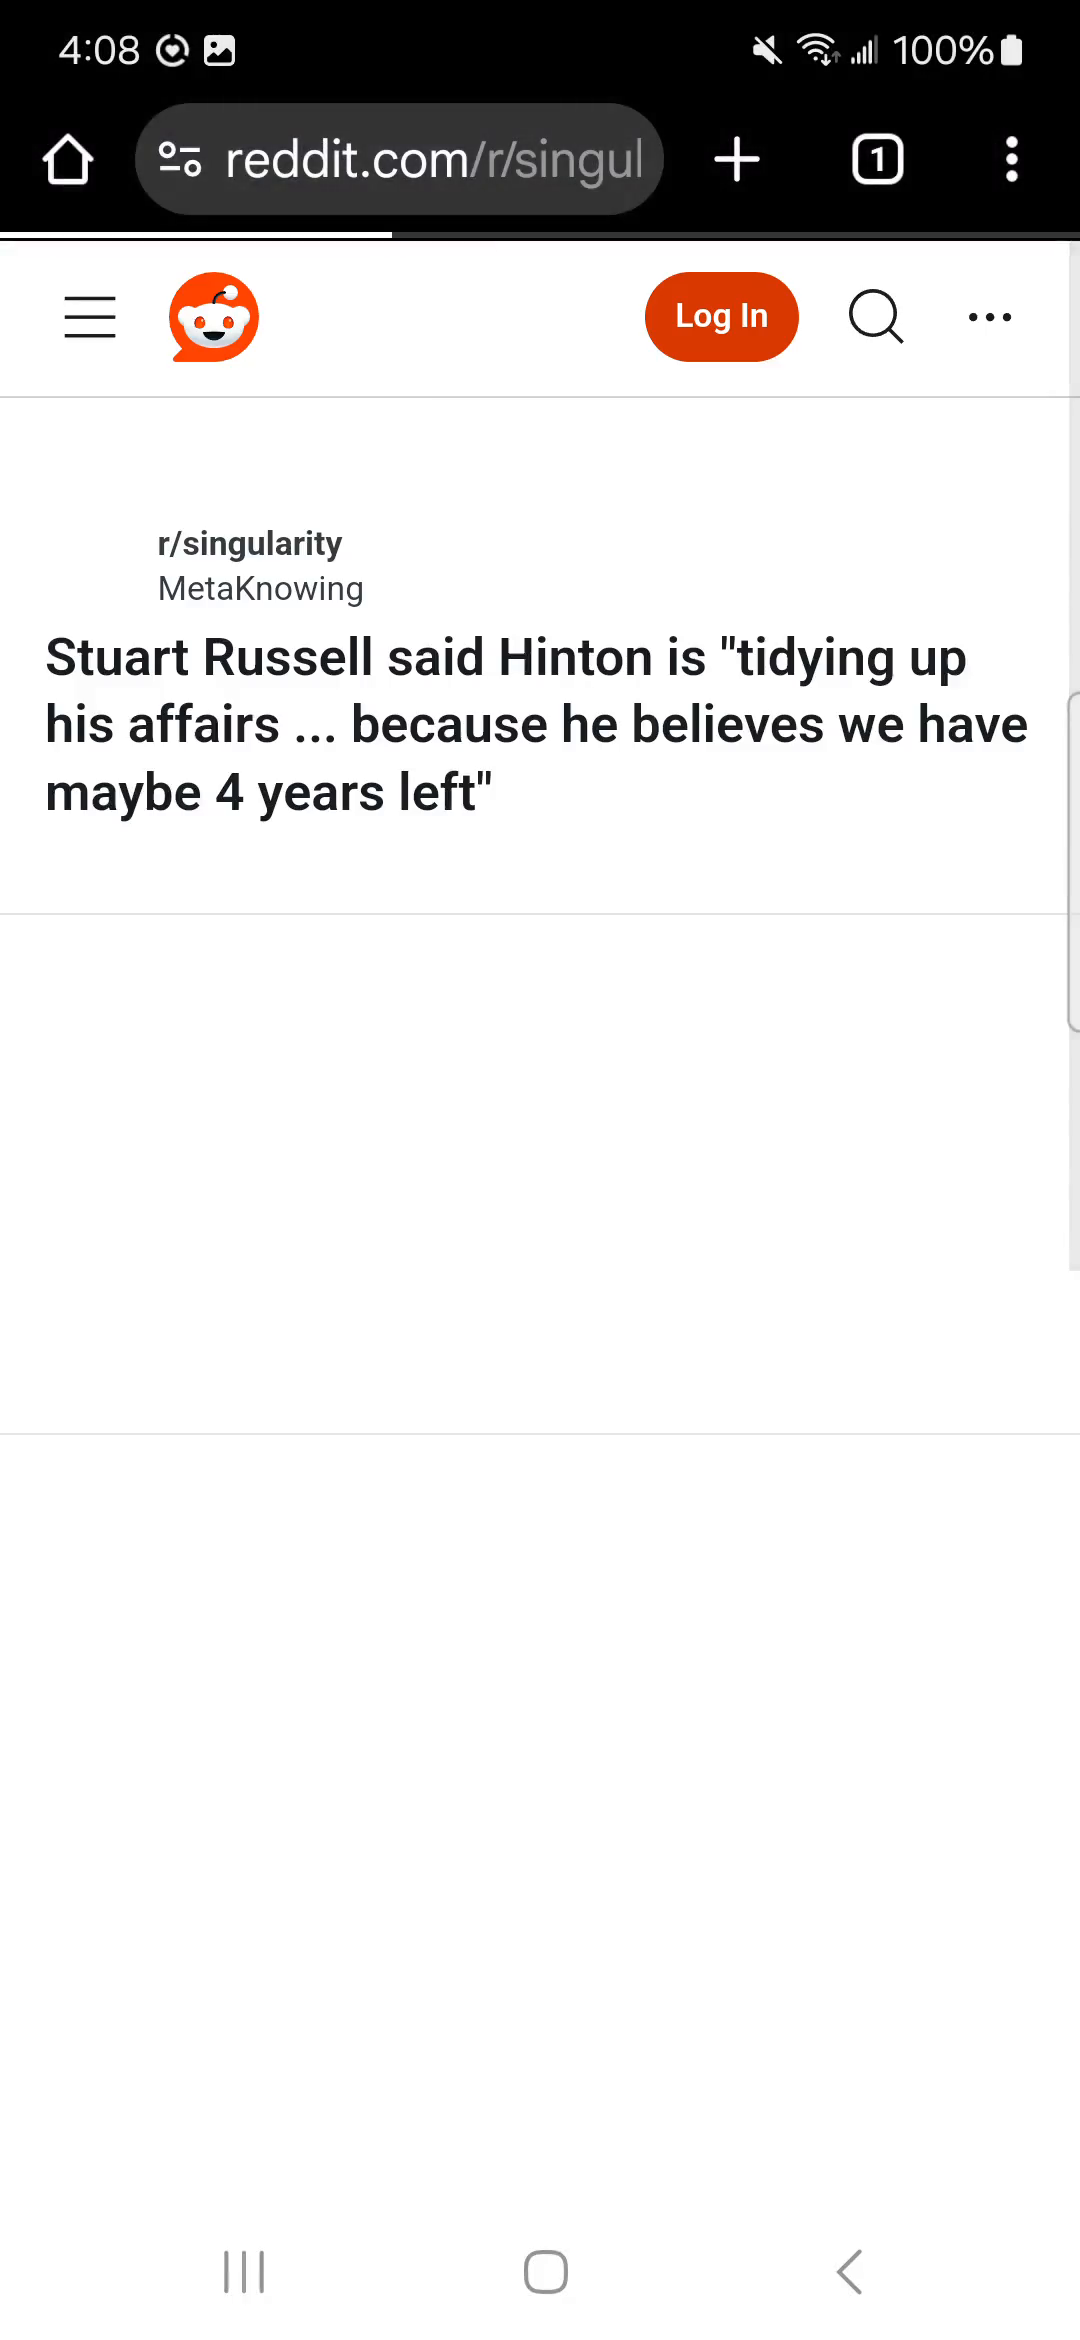 4:08 100%
reddit.com/r/singul
1
Log In
r/singularity
MetaKnowing
Stuart Russell said Hinton is "tidying up
his affairs ... because he believes we have
maybe 4 years left"